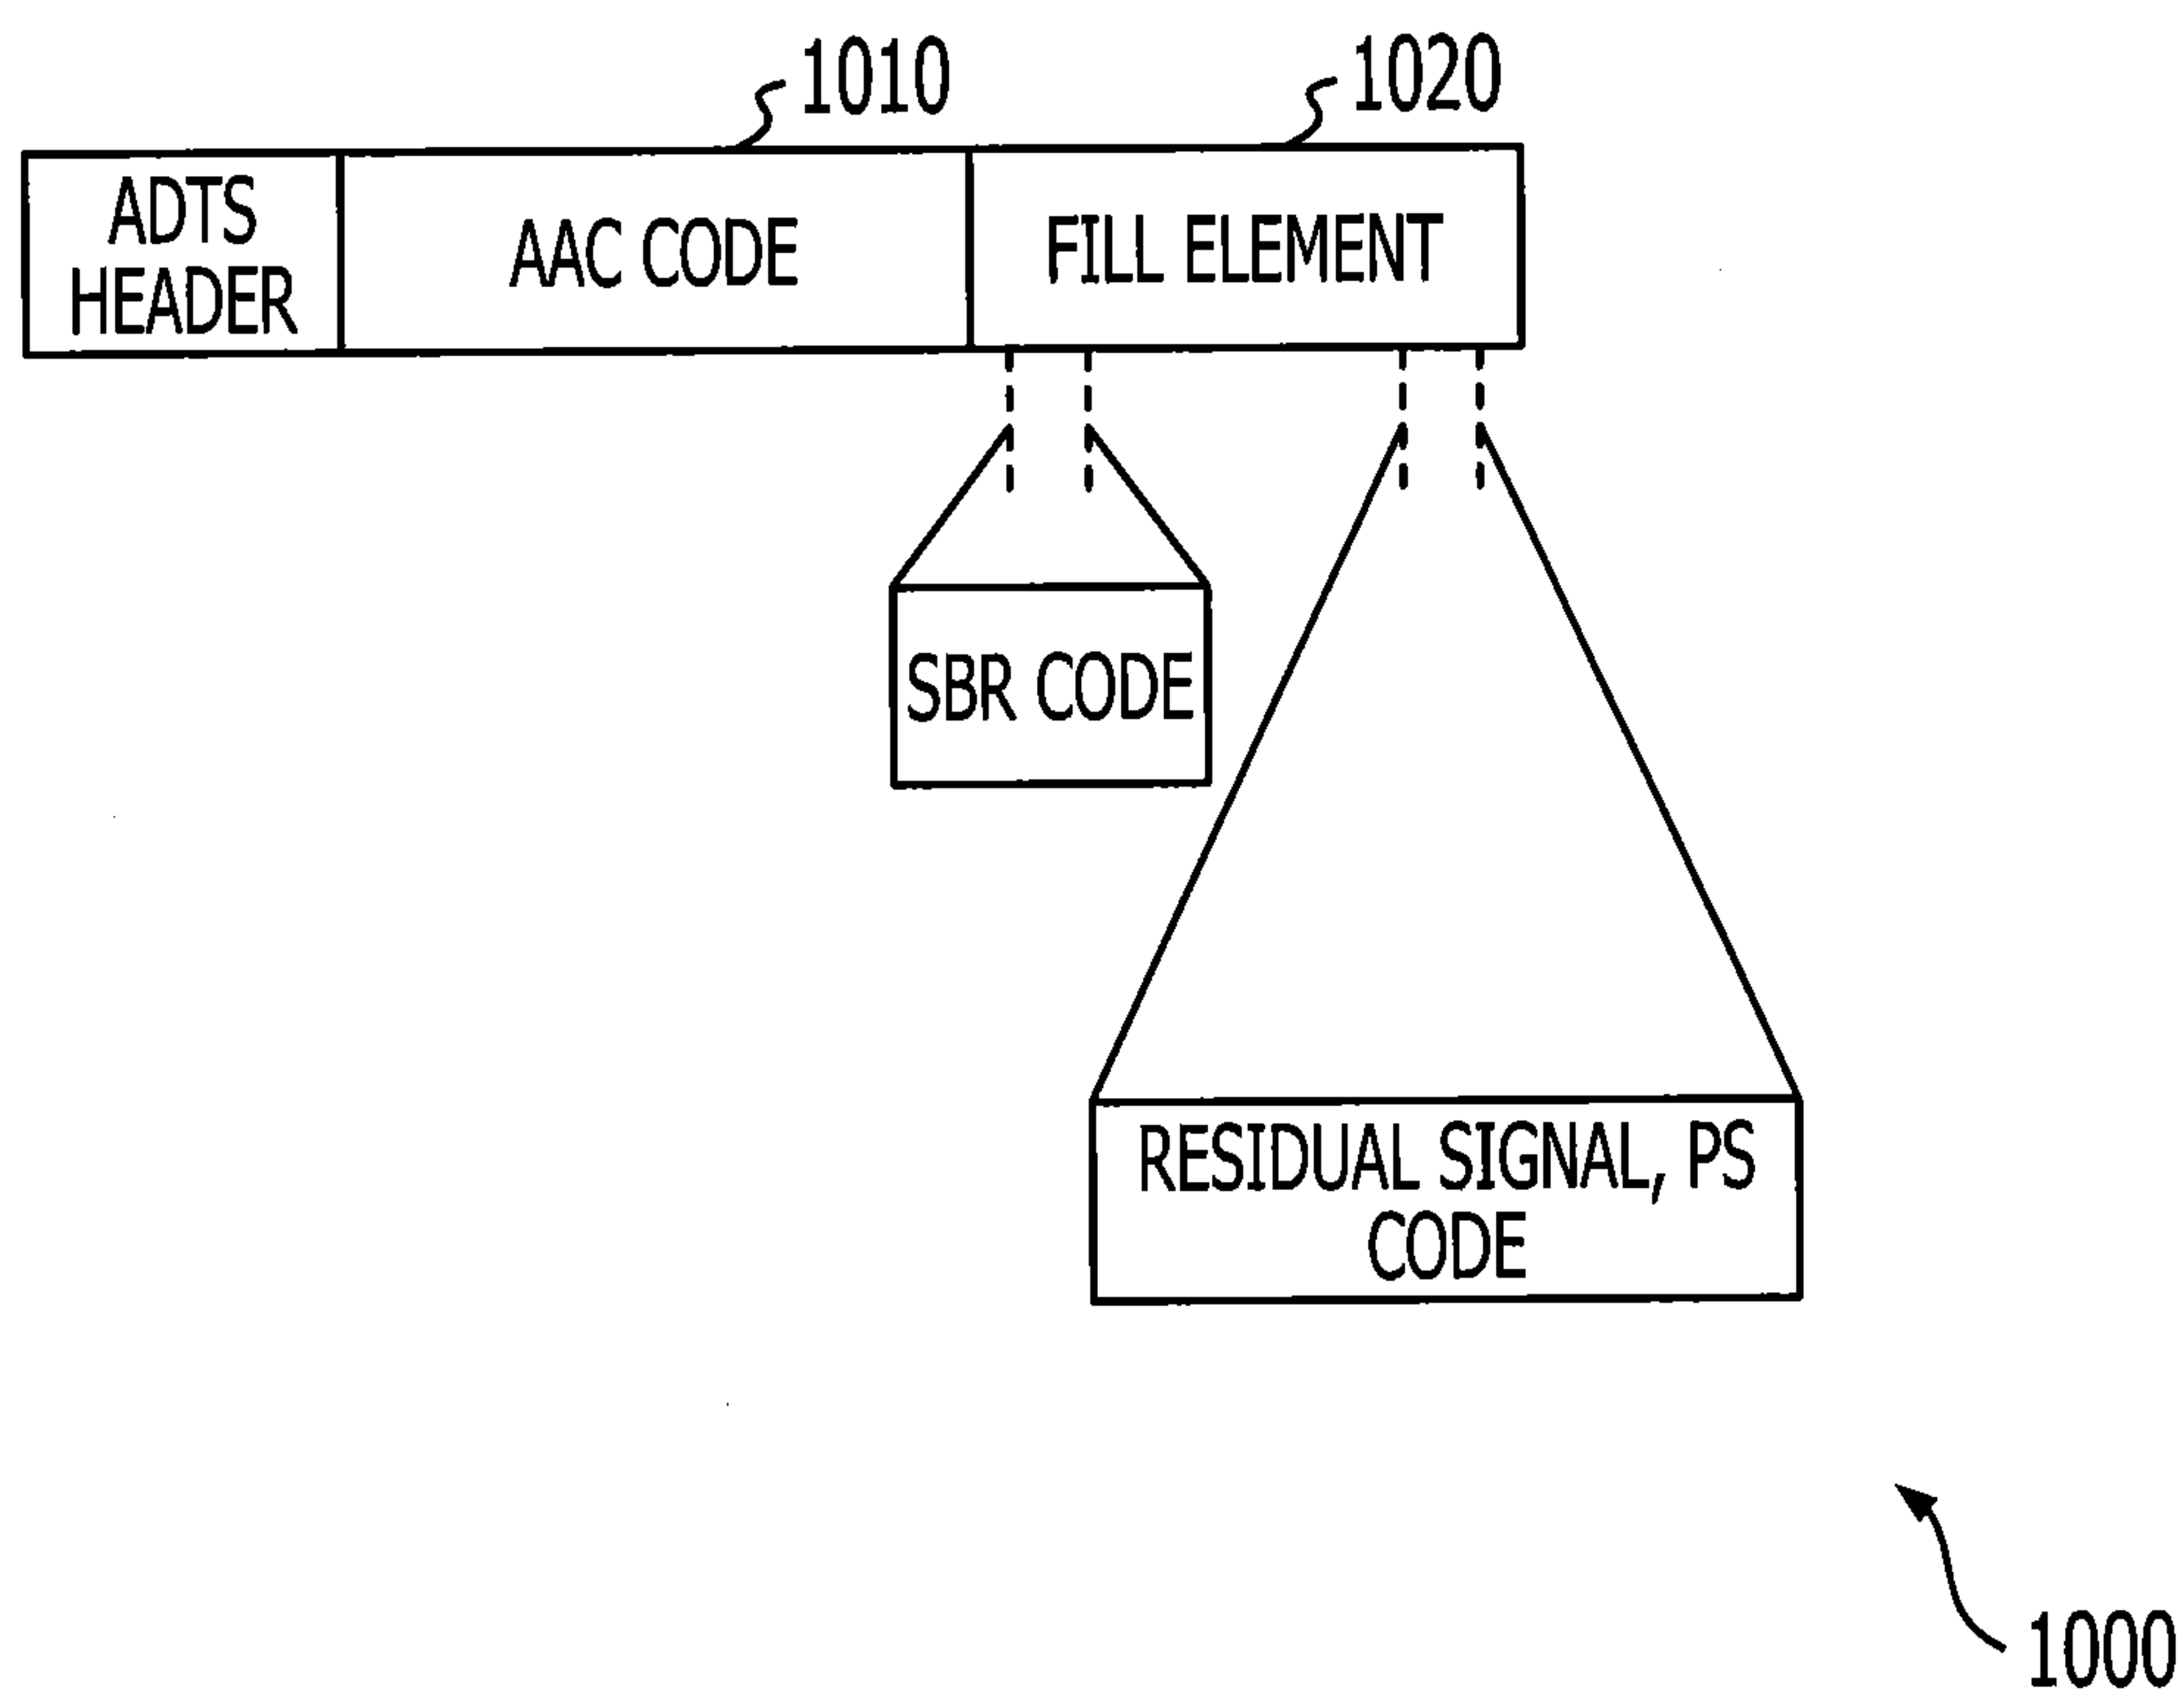 1010
1020
ADTS
HEADER
AAC CODE
FILL ELEMENT
SBR CODE
RESIDUAL SIGNAL, PS
CODE
1000